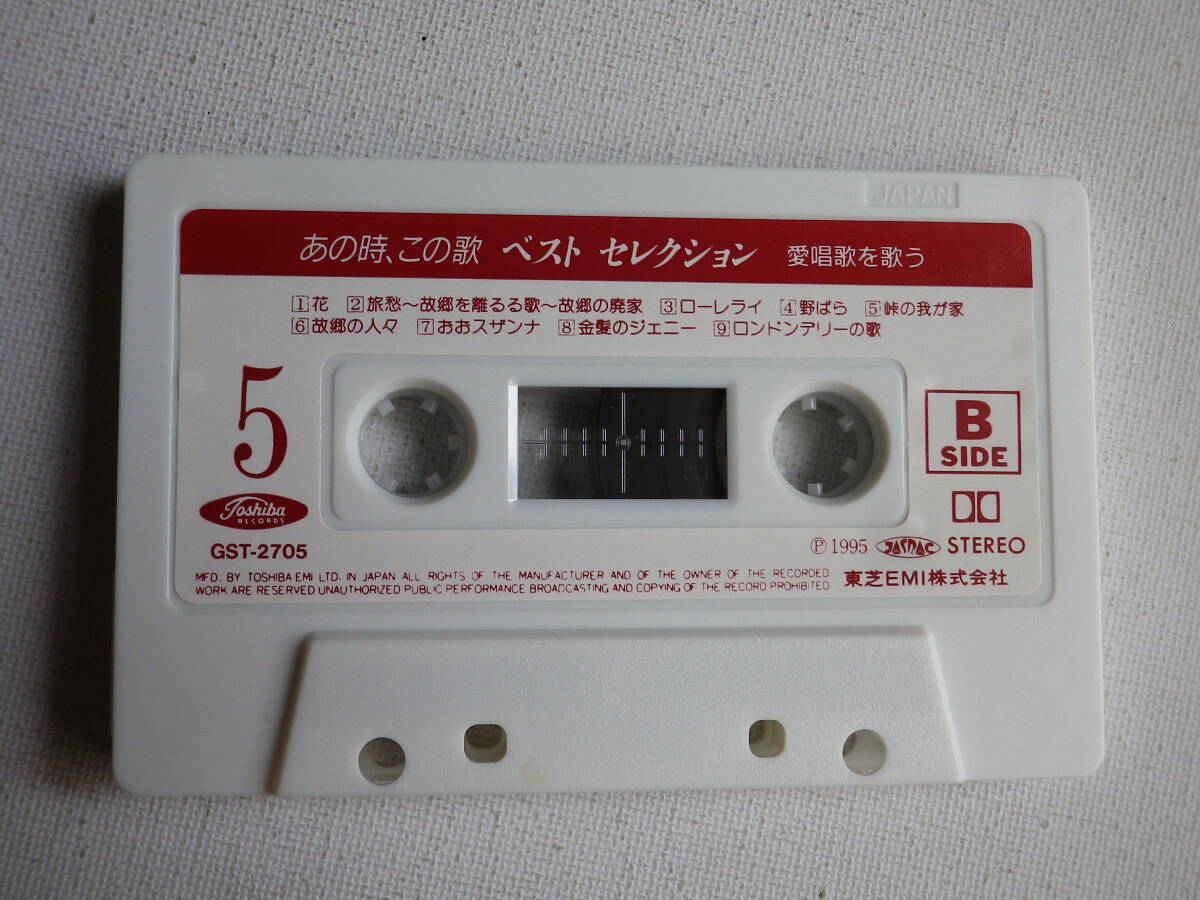 JAPAN
あの時、この歌 ベスト セレクション 愛唱歌を歌う
1 花 2 旅愁～故郷を離るる歌～故郷の廃家 3 ローレライ 4 野ばら 5 峠の我が家
6 故郷の人々 7 おおスザンナ 8 金髪のジェニー 9 ロンドンデリーの歌
5
B
SIDE
Toshiba
RECORDS
GST-2705
Ⓟ 1995 JASRAC STEREO
MFD. BY TOSHIBA-EMI LTD. IN JAPAN ALL RIGHTS OF THE MANUFACTURER AND OF THE OWNER OF THE RECORDED
WORK ARE RESERVED UNAUTHORIZED PUBLIC PERFORMANCE BROADCASTING AND COPYING OF THE RECORD PROHIBITED
東芝EMI株式会社